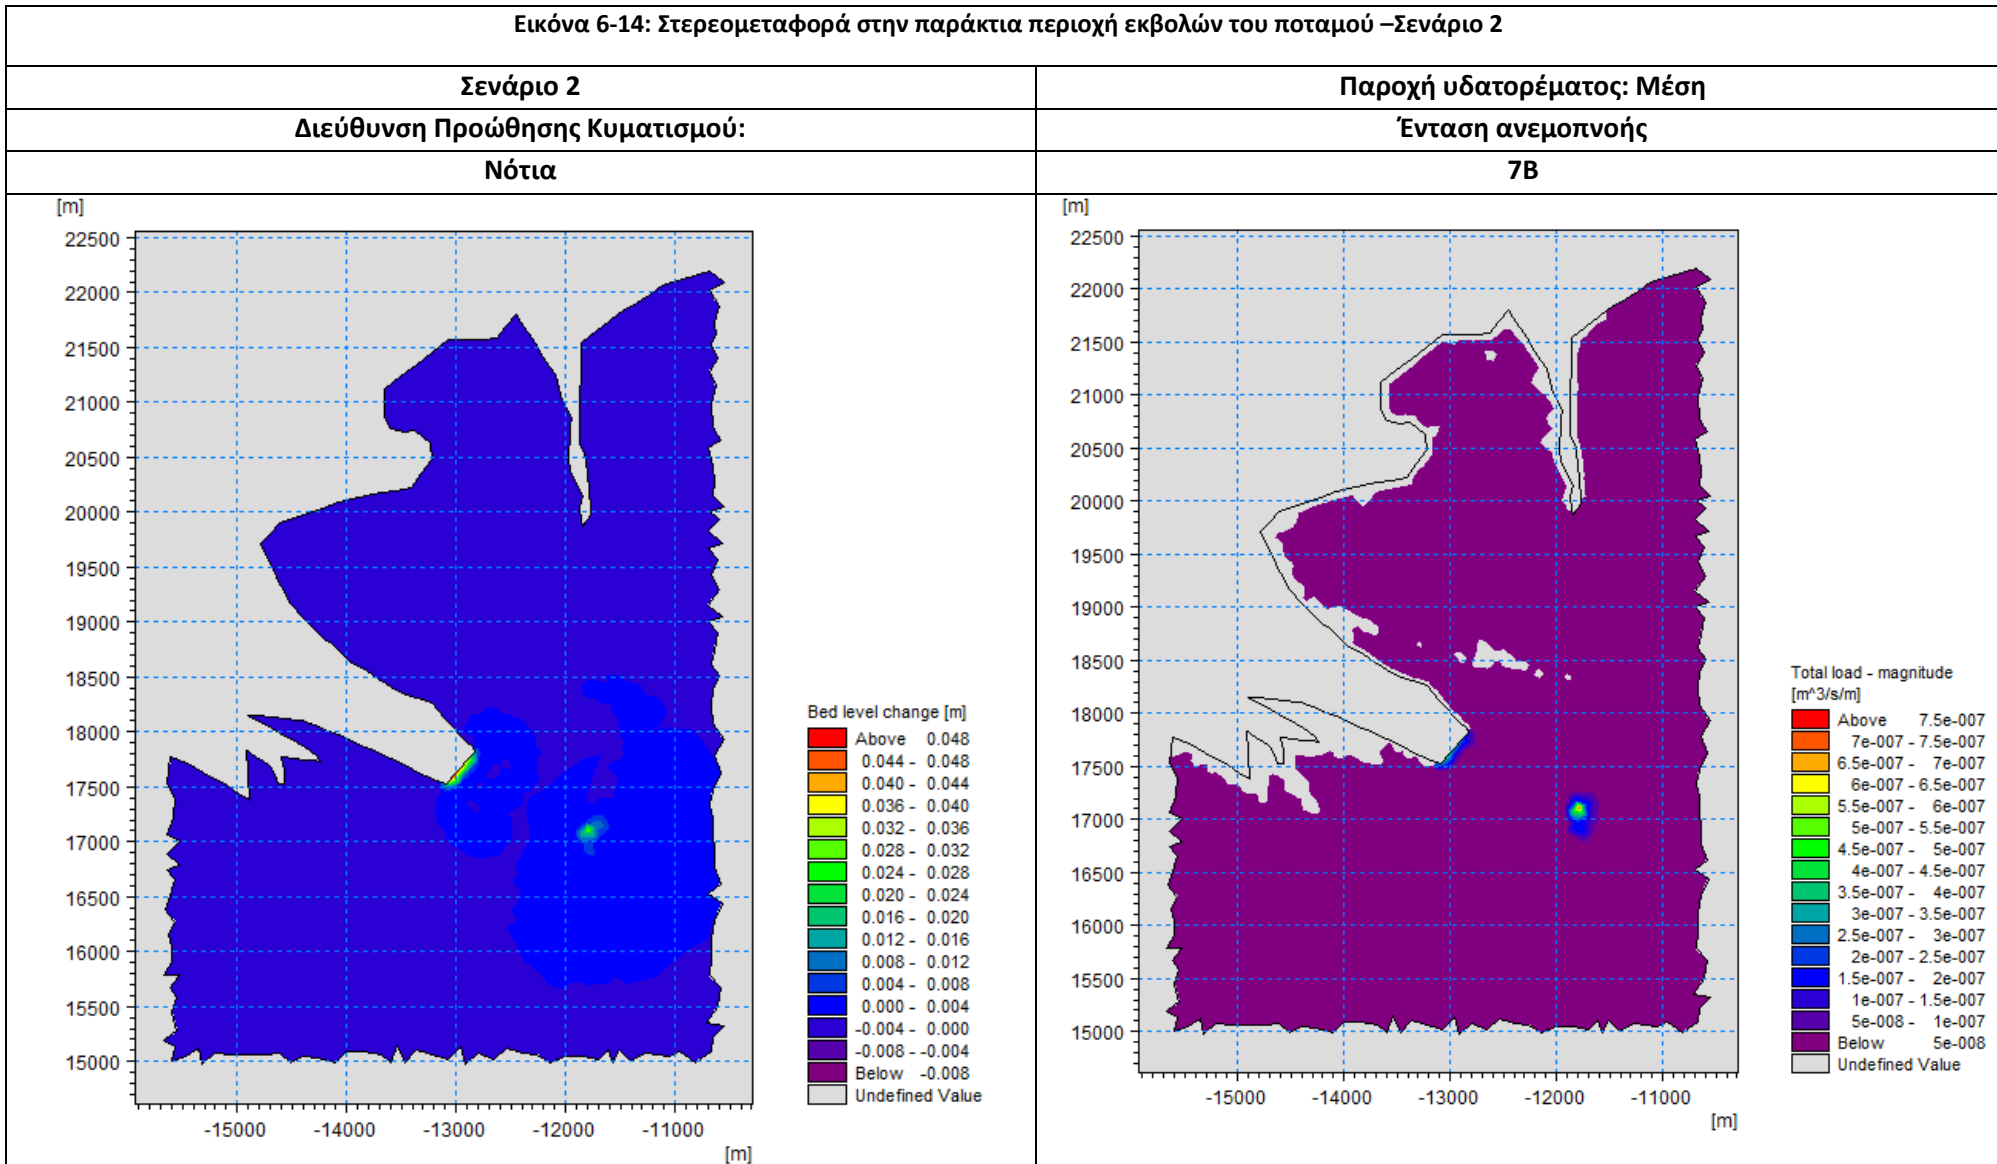 Εικόνα 6-14: Στερεομεταφορά στην παράκτια περιοχή εκβολών του ποταμού –Σενάριο 2
Σενάριο 2
Παροχή υδατορέματος: Μέση
Διεύθυνση Προώθησης Κυματισμού:
Ένταση ανεμοπνοής
Νότια
7Β
[m]
22500
22000
21500
21000
20500
20000
19500
19000
18500
18000
17500
17000
16500
16000
15500
15000
-15000 -14000 -13000 -12000 -11000
[m]
Bed level change [m]
Above 0.048
0.044 - 0.048
0.040 - 0.044
0.036 - 0.040
0.032 - 0.036
0.028 - 0.032
0.024 - 0.028
0.020 - 0.024
0.016 - 0.020
0.012 - 0.016
0.008 - 0.012
0.004 - 0.008
0.000 - 0.004
-0.004 - 0.000
-0.008 - -0.004
Below -0.008
Undefined Value
[m]
22500
22000
21500
21000
20500
20000
19500
19000
18500
18000
17500
17000
16500
16000
15500
15000
-15000 -14000 -13000 -12000 -11000
[m]
Total load - magnitude
[m^3/s/m]
Above 7.5e-007
7e-007 - 7.5e-007
6.5e-007 - 7e-007
6e-007 - 6.5e-007
5.5e-007 - 6e-007
5e-007 - 5.5e-007
4.5e-007 - 5e-007
4e-007 - 4.5e-007
3.5e-007 - 4e-007
3e-007 - 3.5e-007
2.5e-007 - 3e-007
2e-007 - 2.5e-007
1.5e-007 - 2e-007
1e-007 - 1.5e-007
5e-008 - 1e-007
Below 5e-008
Undefined Value